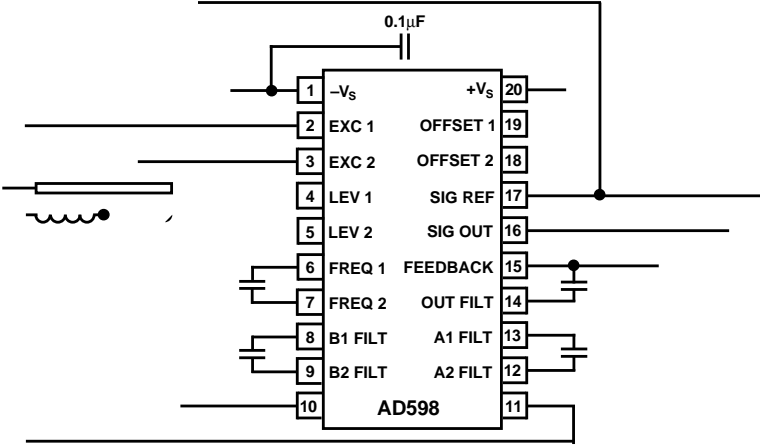 0.1µF
1 –VS +VS 20
2 EXC 1 OFFSET 1 19
3 EXC 2 OFFSET 2 18
4 LEV 1 SIG REF 17
5 LEV 2 SIG OUT 16
6 FREQ 1 FEEDBACK 15
7 FREQ 2 OUT FILT 14
8 B1 FILT A1 FILT 13
9 B2 FILT A2 FILT 12
10 AD598 11